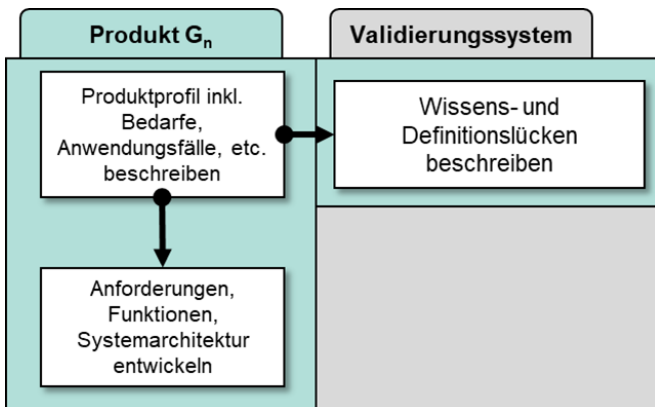 Produkt Gn
Validierungssystem
Produktprofil inkl.
Bedarfe,
Anwendungsfälle, etc.
beschreiben
Wissens- und
Definitionslücken
beschreiben
Anforderungen,
Funktionen,
Systemarchitektur
entwickeln